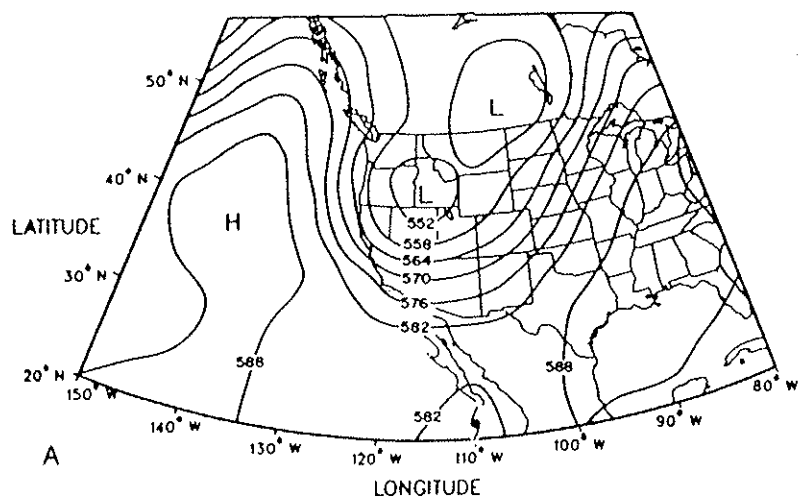 50° N
L
40° N
L
H
552
LATITUDE
558
564
30° N
570
576
582
588
588
20° N
150° W
80° W
582
140° W
90° W
130° W
100° W
120° W
110° W
A
LONGITUDE